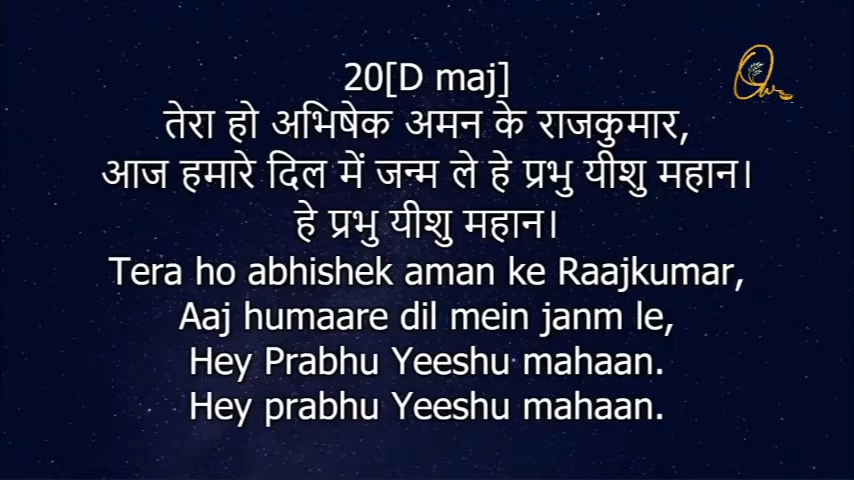 20[D maj]
तेरा हो अभिषेक अमन के राजकुमार,
आज हमारे दिल में जन्म ले हे प्रभु यीशु महान।
हे प्रभु यीशु महान।
Tera ho abhishek aman ke Raajkumar,
Aaj humaare dil mein janm le,
Hey Prabhu Yeeshu mahaan.
Hey prabhu Yeeshu mahaan.